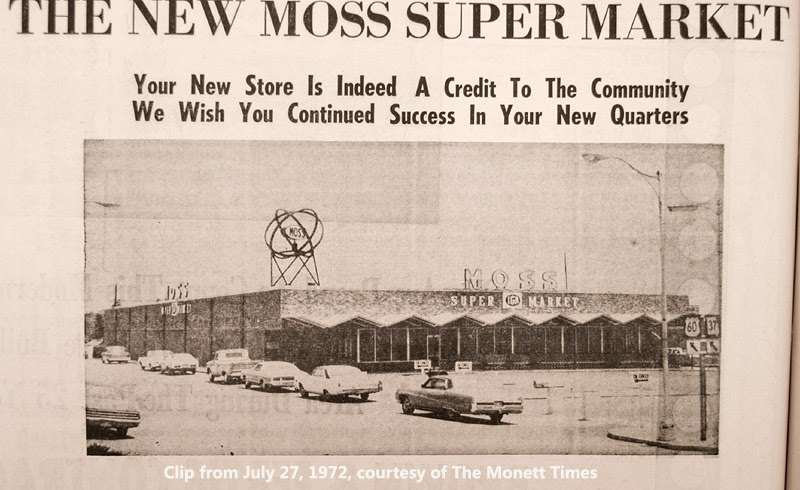 THE NEW MOSS SUPER MARKET
Your New Store Is Indeed A Credit To The Community
We Wish You Continued Success In Your New Quarters
MOSS
MOSS
MOSS
SUPER IGA MARKET
60 37
Clip from July 27, 1972, courtesy of The Monett Times